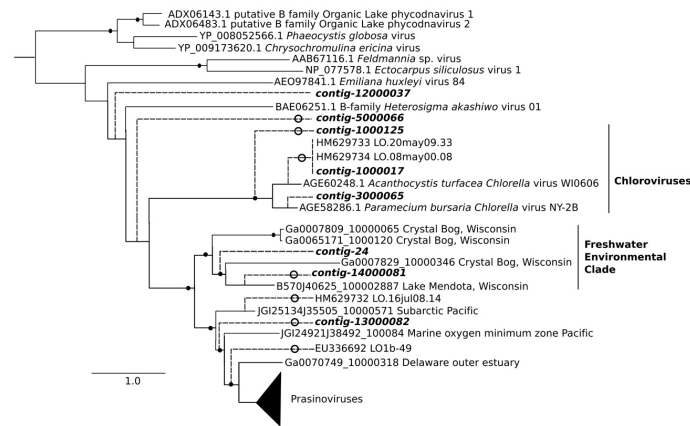 ADX06143.1 putative B family Organic Lake phycodnavirus 1
ADX06483.1 putative B family Organic Lake phycodnavirus 2
YP_008052566.1 Phaeocystis globosa virus
YP_009173620.1 Chrysochromulina ericina virus
AAB67116.1 Feldmannia sp. virus
NP_077578.1 Ectocarpus siliculosus virus 1
AEO97841.1 Emiliana huxleyi virus 84
contig-12000037
BAE06251.1 B-family Heterosigma akashiwo virus 01
contig-5000066
contig-1000125
HM629733 LO.20may09.33
HM629734 LO.08may00.08
contig-1000017
AGE60248.1 Acanthocystis turfacea Chlorella virus WI0606
contig-3000065
AGE58286.1 Paramecium bursaria Chlorella virus NY-2B
Chloroviruses
Ga0007809_10000065 Crystal Bog, Wisconsin
Ga0065171_1000120 Crystal Bog, Wisconsin
contig-24
Ga0007829_10000346 Crystal Bog, Wisconsin
contig-14000081
B570J40625_100002887 Lake Mendota, Wisconsin
Freshwater
Environmental
Clade
HM629732 LO.16jul08.14
JGI25134J35505_10000571 Subarctic Pacific
contig-13000082
JGI24921J38492_100084 Marine oxygen minimum zone Pacific
EU336692 LO1b-49
Ga0070749_10000318 Delaware outer estuary
Prasinoviruses
1.0